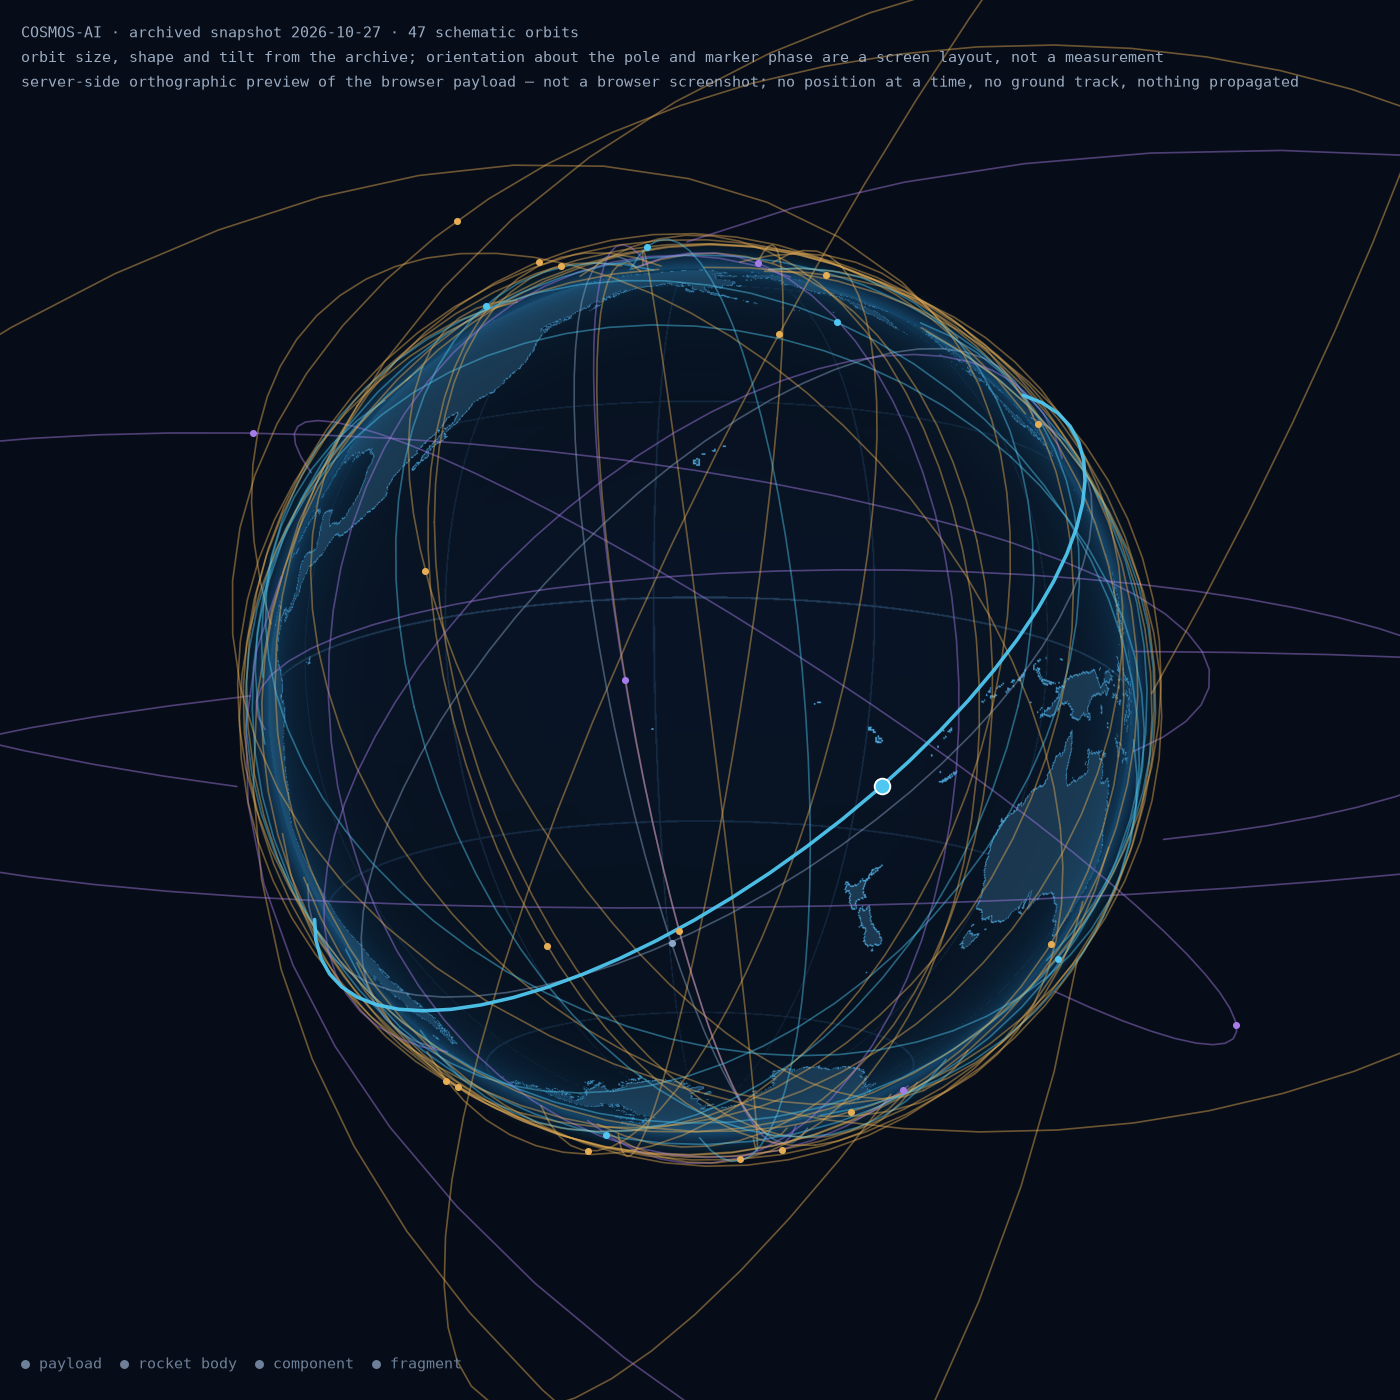 COSMOS-AI · archived snapshot 2026-10-27 · 47 schematic orbits
orbit size, shape and tilt from the archive; orientation about the pole and marker phase are a screen layout, not a measurement
server-side orthographic preview of the browser payload — not a browser screenshot; no position at a time, no ground track, nothing propagated
payload rocket body component fragment